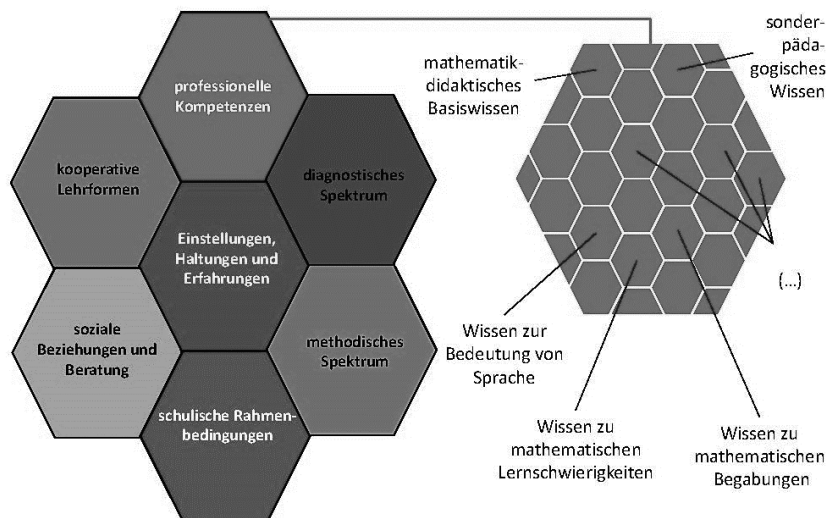 professionelle
Kompetenzen
kooperative
Lehrformen
diagnostisches
Spektrum
Einstellungen,
Haltungen und
Erfahrungen
soziale
Beziehungen und
Beratung
methodisches
Spektrum
schulische Rahmen-
bedingungen
mathematik-
didaktisches
Basiswissen
sonder-
päda-
gogisches
Wissen
(...)
Wissen zur
Bedeutung von
Sprache
Wissen zu
mathematischen
Lernschwierigkeiten
Wissen zu
mathematischen
Begabungen